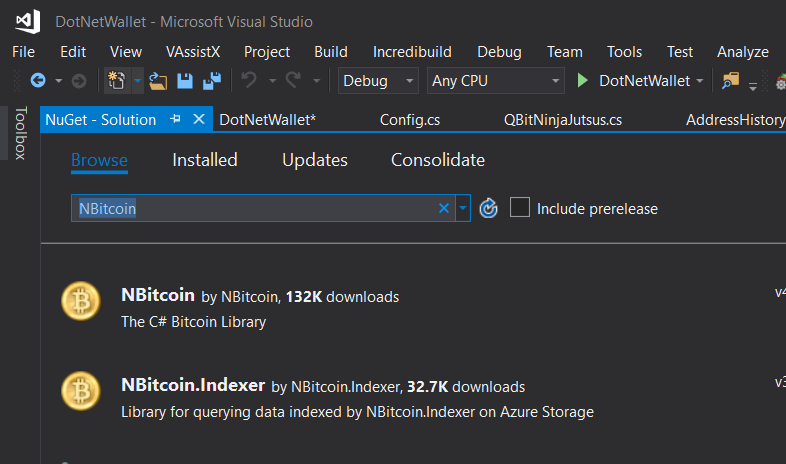 DotNetWallet - Microsoft Visual Studio
File Edit View VAssistX Project Build Incredibuild Debug Team Tools Test Analyze
Debug Any CPU DotNetWallet
Toolbox
NuGet - Solution DotNetWallet* Config.cs QBitNinjaJutsus.cs AddressHistory
Browse Installed Updates Consolidate
NBitcoin Include prerelease
NBitcoin by NBitcoin, 132K downloads v4
The C# Bitcoin Library
NBitcoin.Indexer by NBitcoin.Indexer, 32.7K downloads v3
Library for querying data indexed by NBitcoin.Indexer on Azure Storage